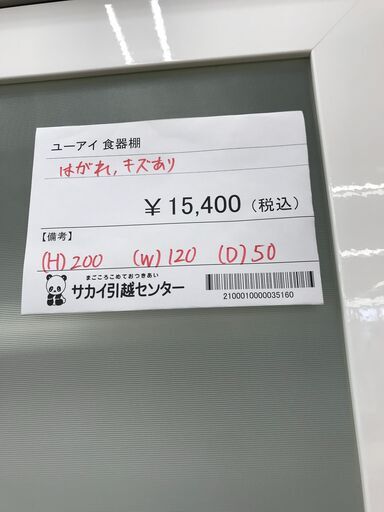 ユーアイ 食器棚
はがれ,キズあり
¥15,400(税込)
【備考】
(H)200 (W)120 (D)50
まごころこめておつきあい
サカイ引越センター
2100010000035160